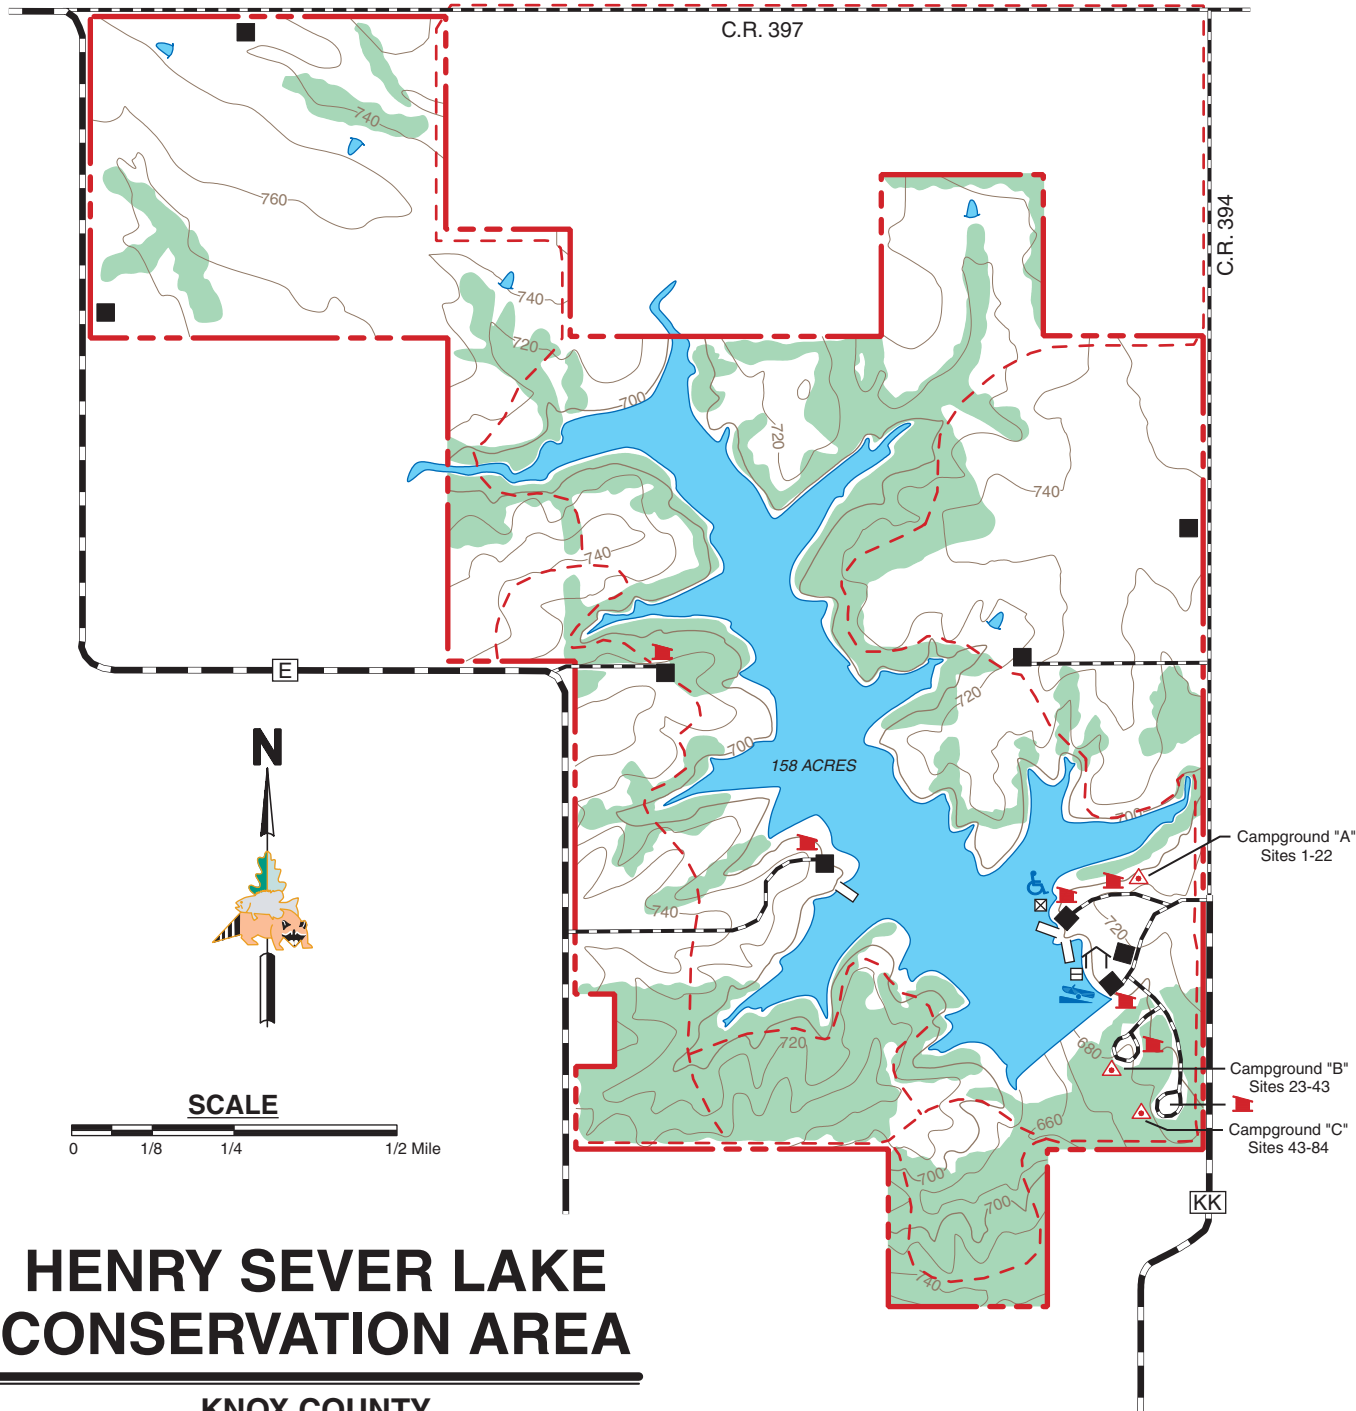 C.R. 397
740
760
C.R. 394
740
720
700
720
740
740
E
720
N
700
158 ACRES
700
Campground "A"
Sites 1-22
740
720
720
680
Campground "B"
Sites 23-43
SCALE
660
Campground "C"
Sites 43-84
0 1/8 1/4 1/2 Mile
700
700
KK
740
HENRY SEVER LAKE
CONSERVATION AREA
KNOX COUNTY